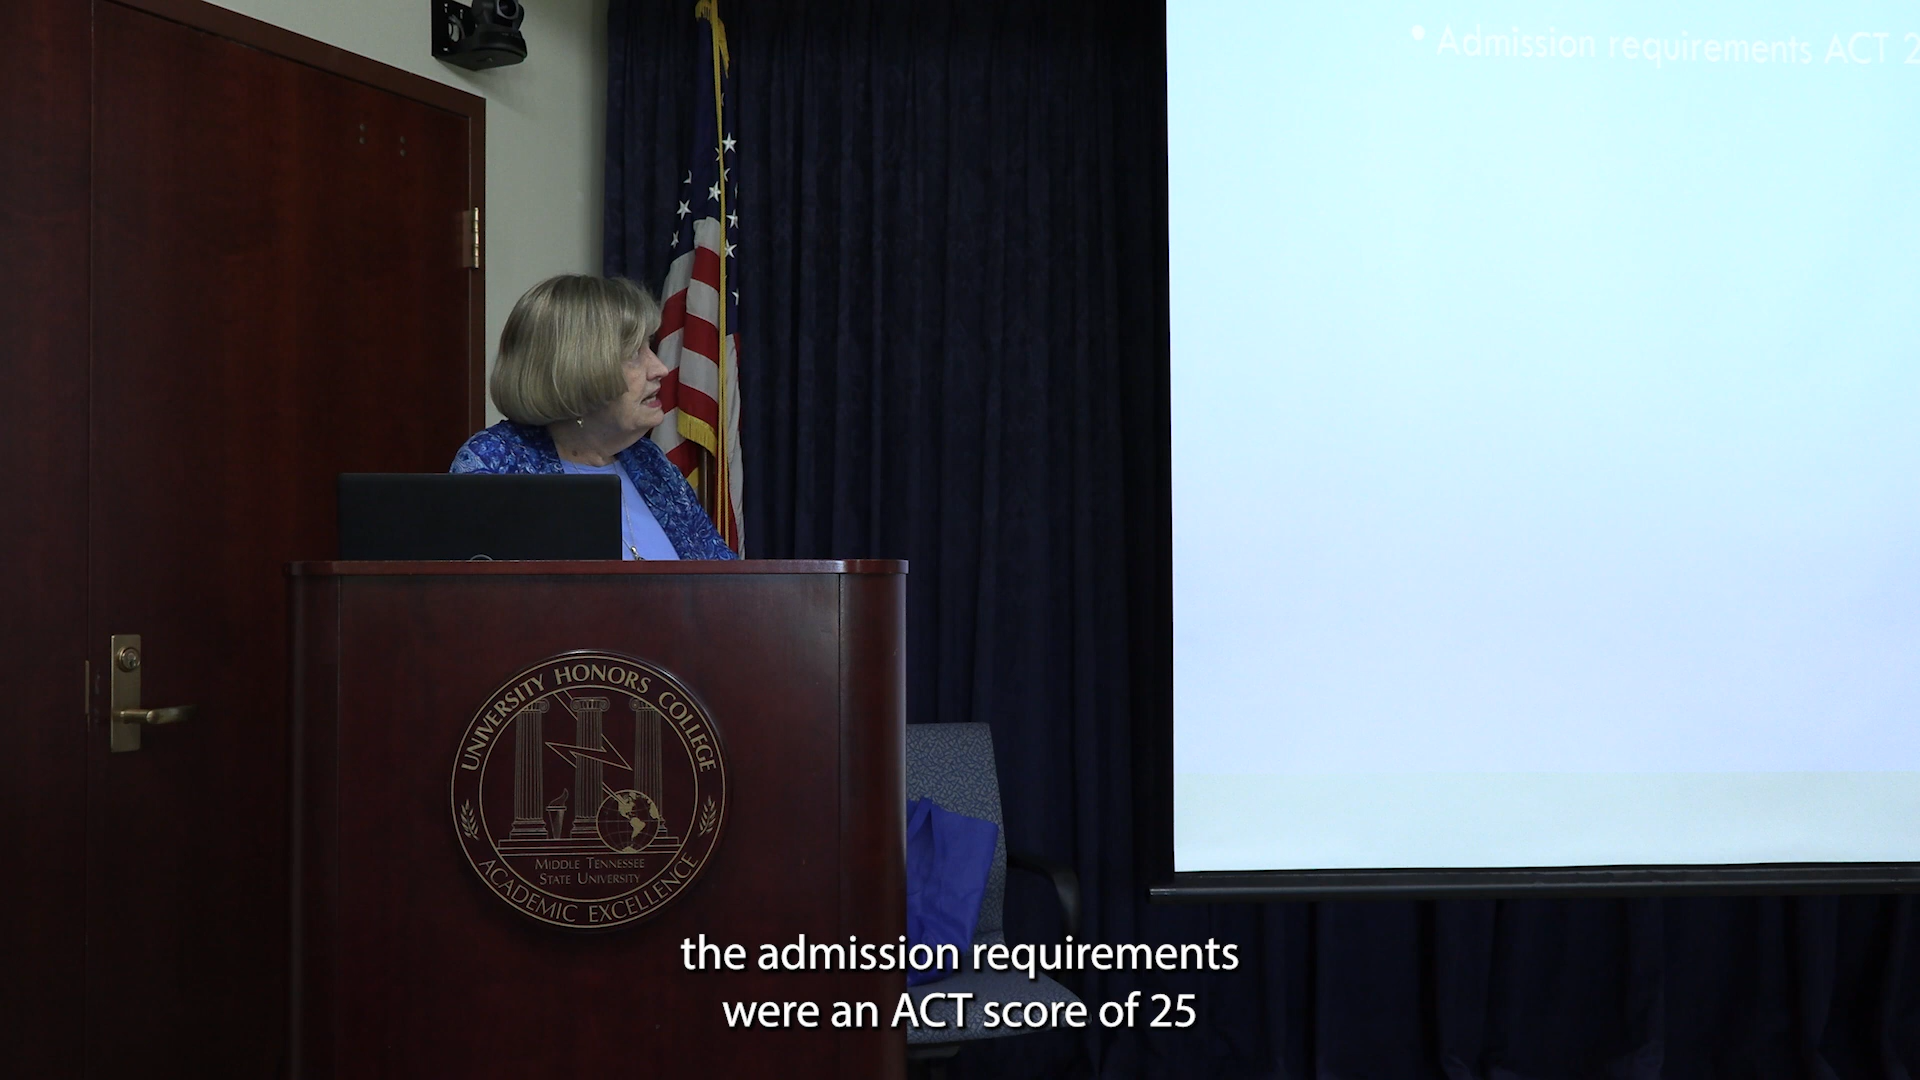 • Admission requirements ACT 2
UNIVERSITY HONORS COLLEGE
MIDDLE TENNESSEE
STATE UNIVERSITY
ACADEMIC EXCELLENCE
the admission requirements
were an ACT score of 25